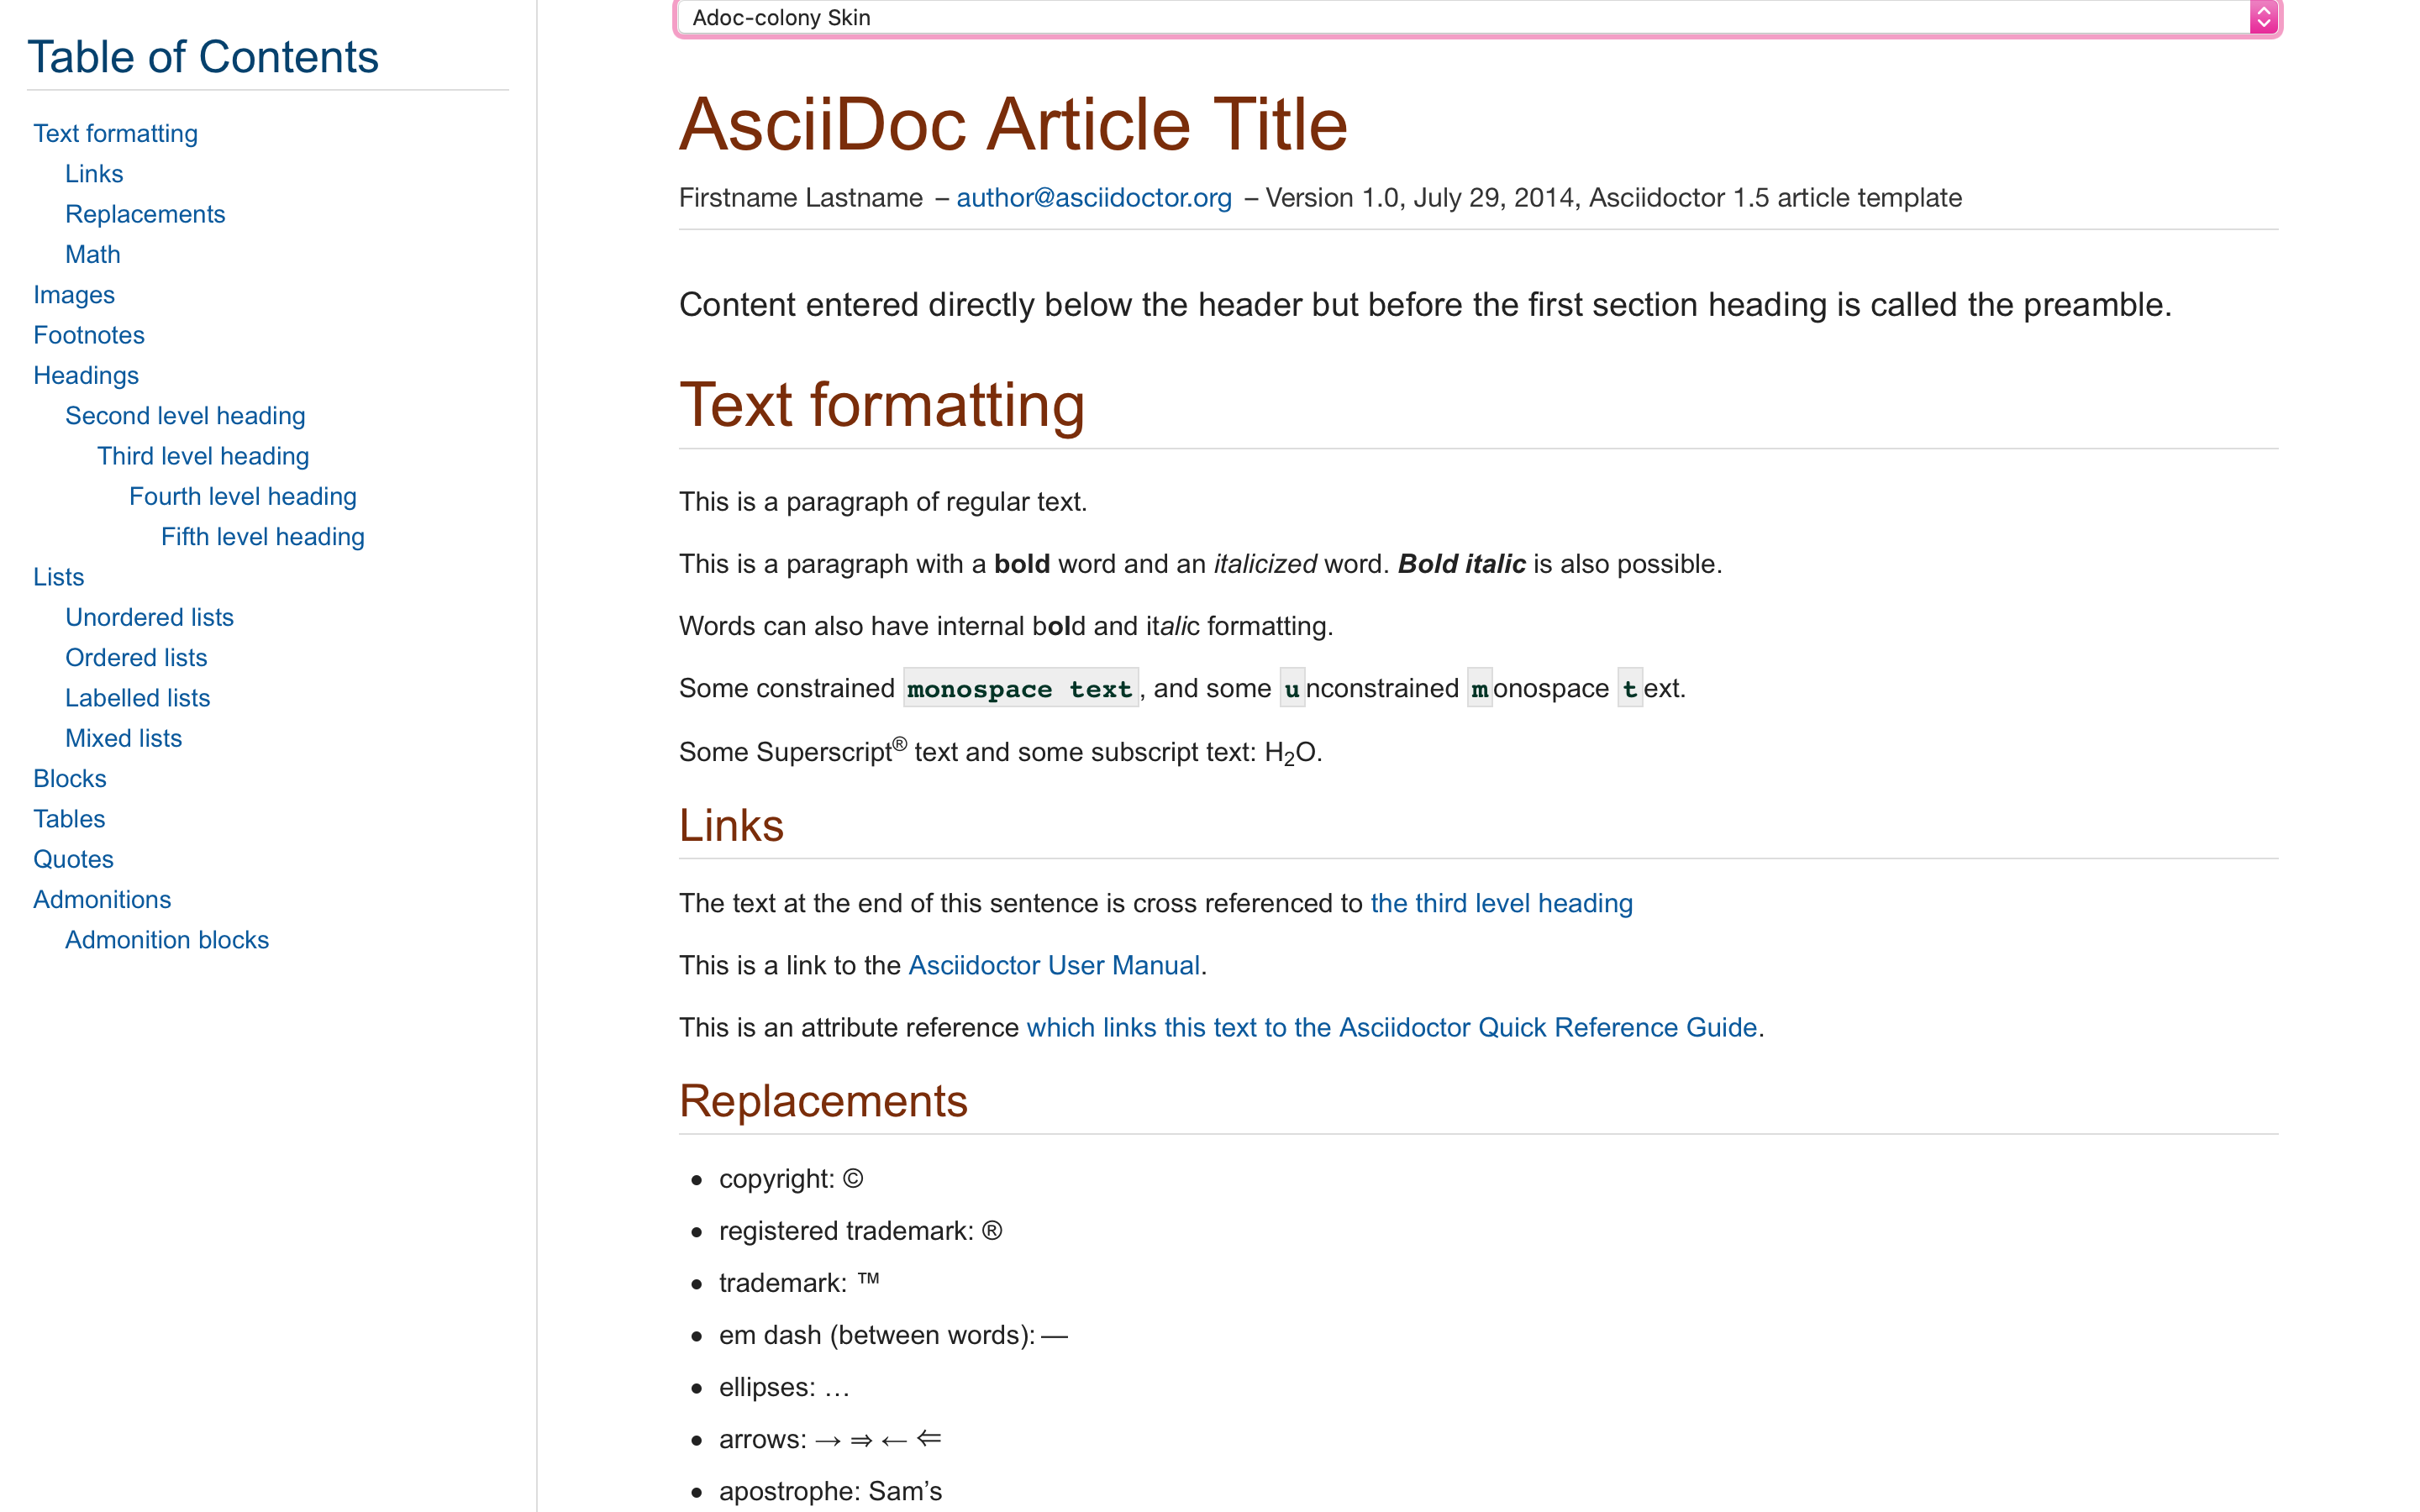 Adoc-colony Skin
Table of Contents
Text formatting
Links
Replacements
Math
Images
Footnotes
Headings
Second level heading
Third level heading
Fourth level heading
Fifth level heading
Lists
Unordered lists
Ordered lists
Labelled lists
Mixed lists
Blocks
Tables
Quotes
Admonitions
Admonition blocks
AsciiDoc Article Title
Firstname Lastname – author@asciidoctor.org – Version 1.0, July 29, 2014, Asciidoctor 1.5 article template
Content entered directly below the header but before the first section heading is called the preamble.
Text formatting
This is a paragraph of regular text.
This is a paragraph with a bold word and an italicized word. Bold italic is also possible.
Words can also have internal bold and italic formatting.
Some constrained monospace text, and some unconstrained monospace text.
Some Superscript® text and some subscript text: H₂O.
Links
The text at the end of this sentence is cross referenced to the third level heading
This is a link to the Asciidoctor User Manual.
This is an attribute reference which links this text to the Asciidoctor Quick Reference Guide.
Replacements
• copyright: ©
• registered trademark: ®
• trademark: ™
• em dash (between words): —
• ellipses: …
• arrows: → ⇒ ← ⇐
• apostrophe: Sam’s